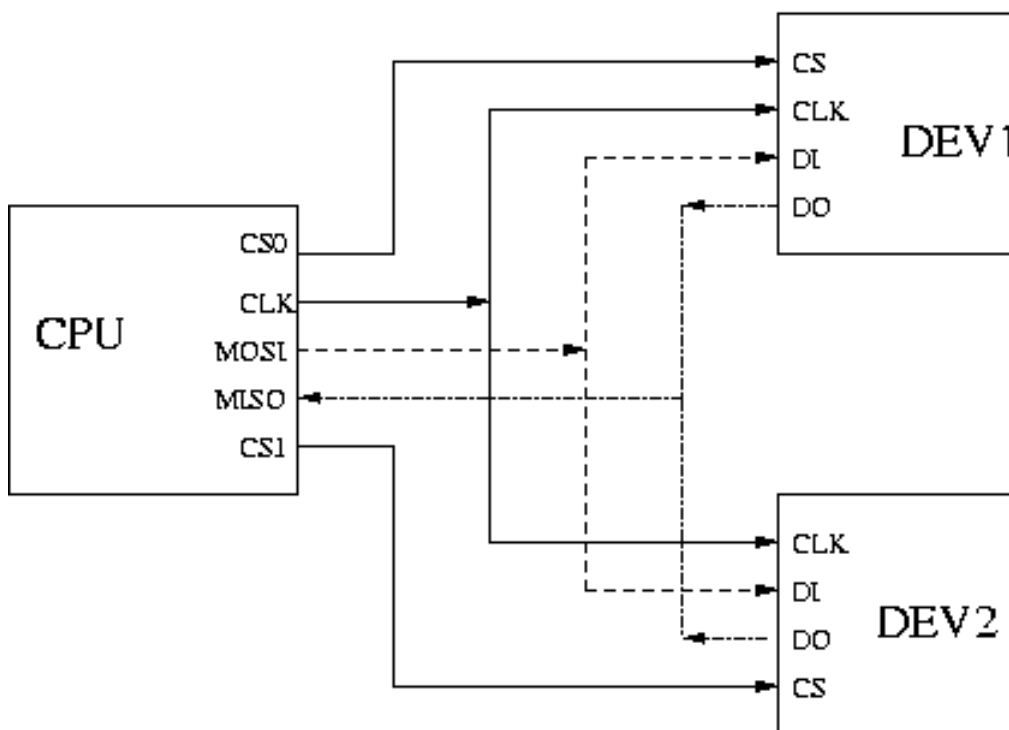 CS
CLK
DEV1
DI
DO
CS0
CLK
CPU
MOSI
MISO
CS1
CLK
DI
DEV2
DO
CS